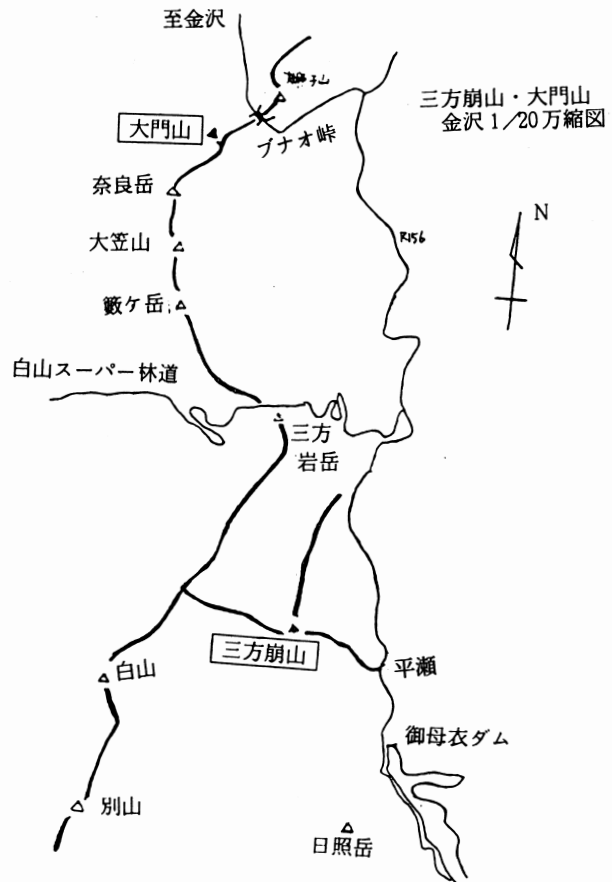 至金沢
三方崩山・大門山
金沢1/20万縮図
大門山
ブナオ峠
奈良岳
N
R156
大笠山
籔ケ岳
白山スーパー林道
三方
岩岳
三方崩山
白山
平瀬
御母衣ダム
別山
日照岳